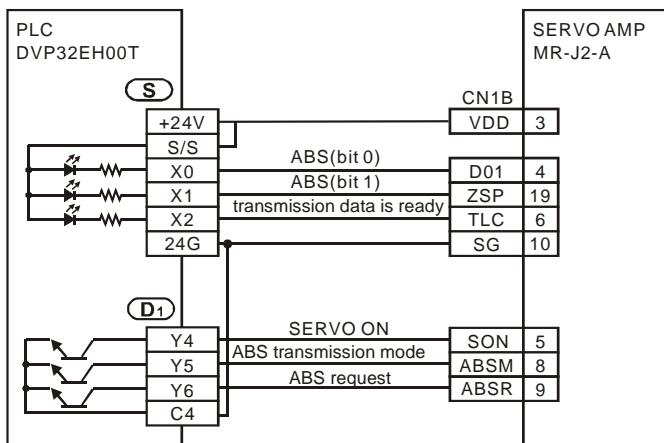 PLC
DVP32EH00T
SERVO AMP
MR-J2-A
S
CN1B
+24V
VDD 3
S/S
X0
ABS(bit 0)
D01 4
X1
ABS(bit 1)
ZSP 19
X2
transmission data is ready
TLC 6
24G
SG 10
D1
Y4
SERVO ON
SON 5
Y5
ABS transmission mode
ABSM 8
Y6
ABS request
ABSR 9
C4